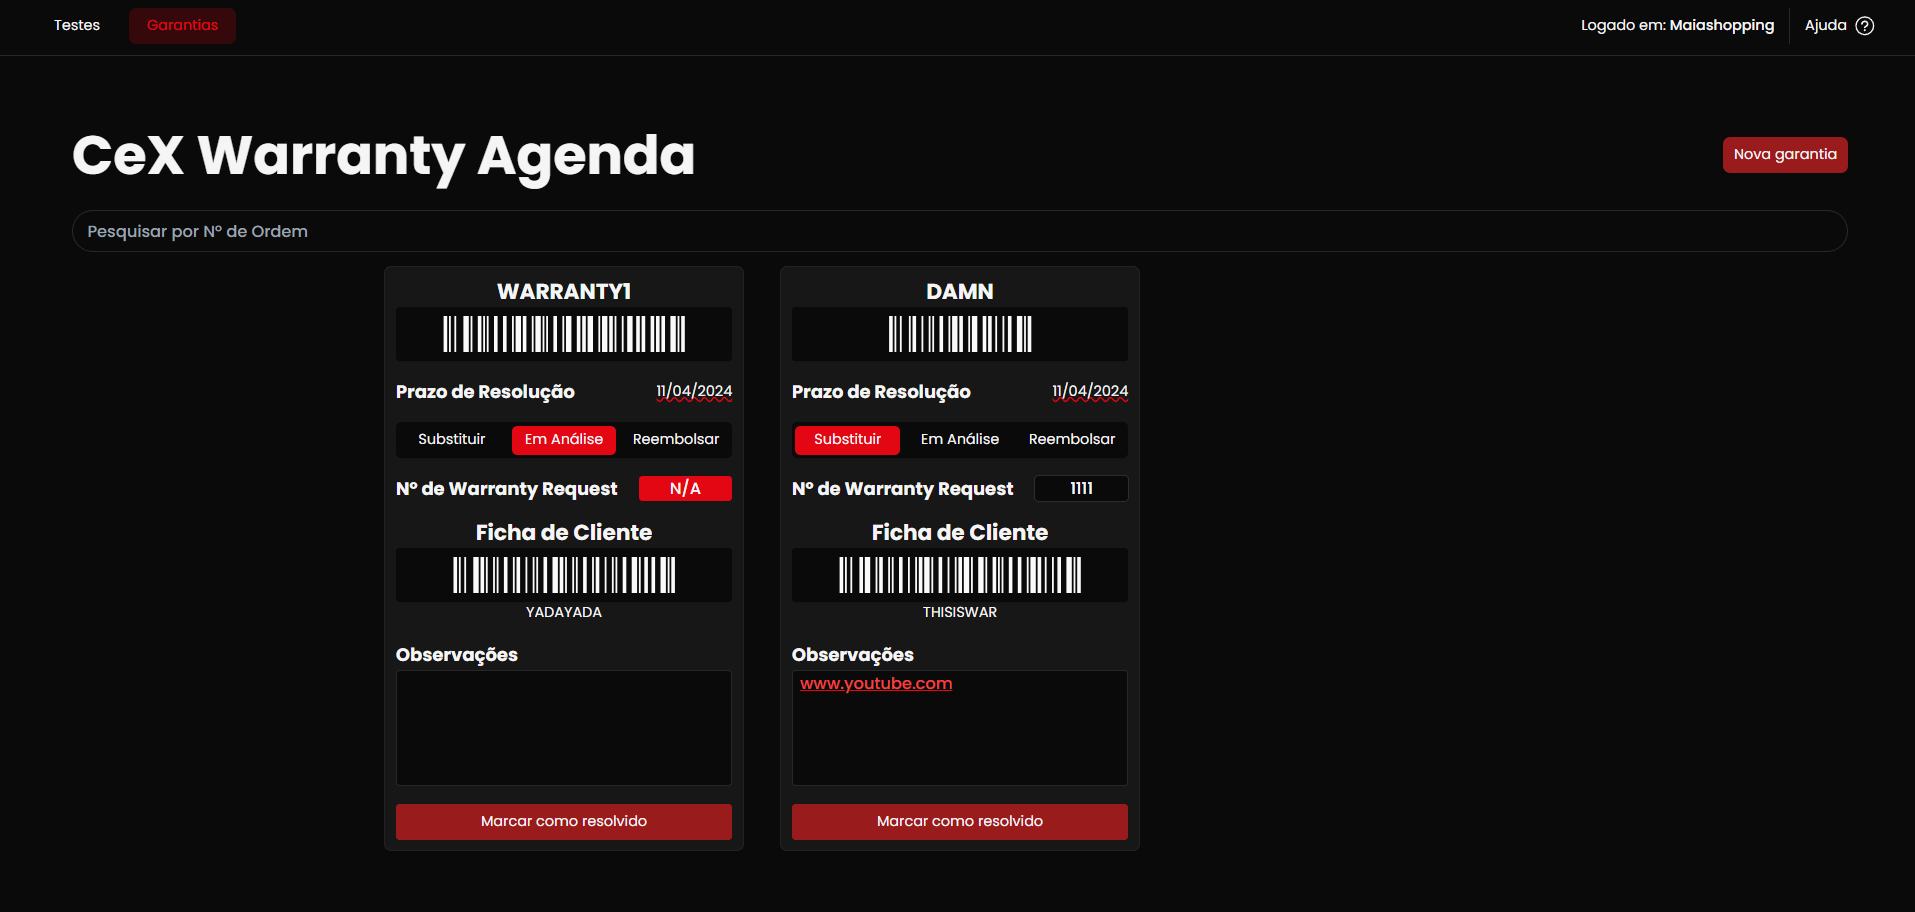 Testes
Garantias
Logado em: Maiashopping
Ajuda
CeX Warranty Agenda
Nova garantia
Pesquisar por Nº de Ordem
WARRANTY1
Prazo de Resolução 11/04/2024
Substituir Em Análise Reembolsar
Nº de Warranty Request N/A
Ficha de Cliente
YADAYADA
Observações
Marcar como resolvido
DAMN
Prazo de Resolução 11/04/2024
Substituir Em Análise Reembolsar
Nº de Warranty Request 1111
Ficha de Cliente
THISISWAR
Observações
www.youtube.com
Marcar como resolvido